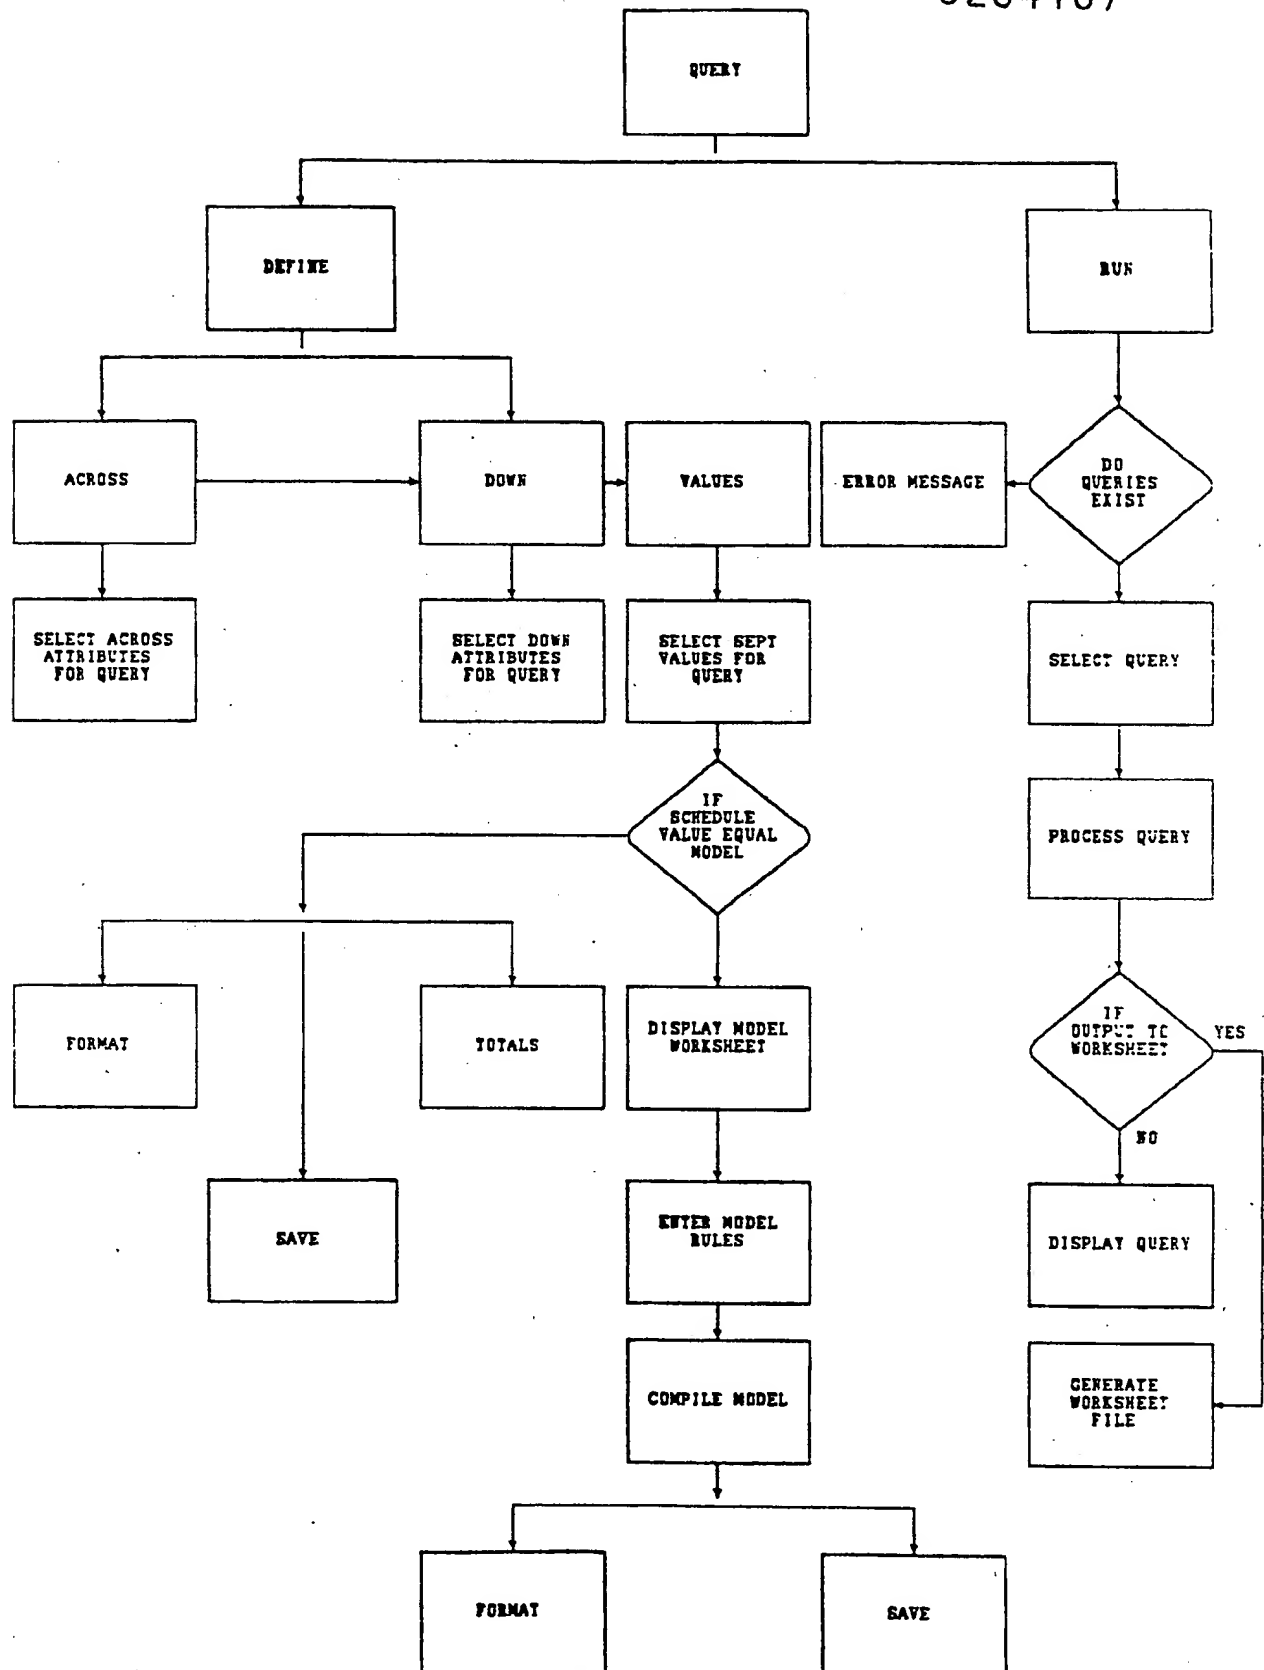 QUERY
DEFINE
RUN
ACROSS
DOWN
VALUES
ERROR MESSAGE
DO
QUERIES
EXIST
SELECT ACROSS
ATTRIBUTES
FOR QUERY
SELECT DOWN
ATTRIBUTES
FOR QUERY
SELECT SEPT
VALUES FOR
QUERY
SELECT QUERY
IF
SCHEDULE
VALUE EQUAL
MODEL
PROCESS QUERY
FORMAT
TOTALS
DISPLAY MODEL
WORKSHEET
IF
OUTPUT TO
WORKSHEET
YES
NO
SAVE
ENTER MODEL
RULES
DISPLAY QUERY
COMPILE MODEL
GENERATE
WORKSHEET
FILE
FORMAT
SAVE